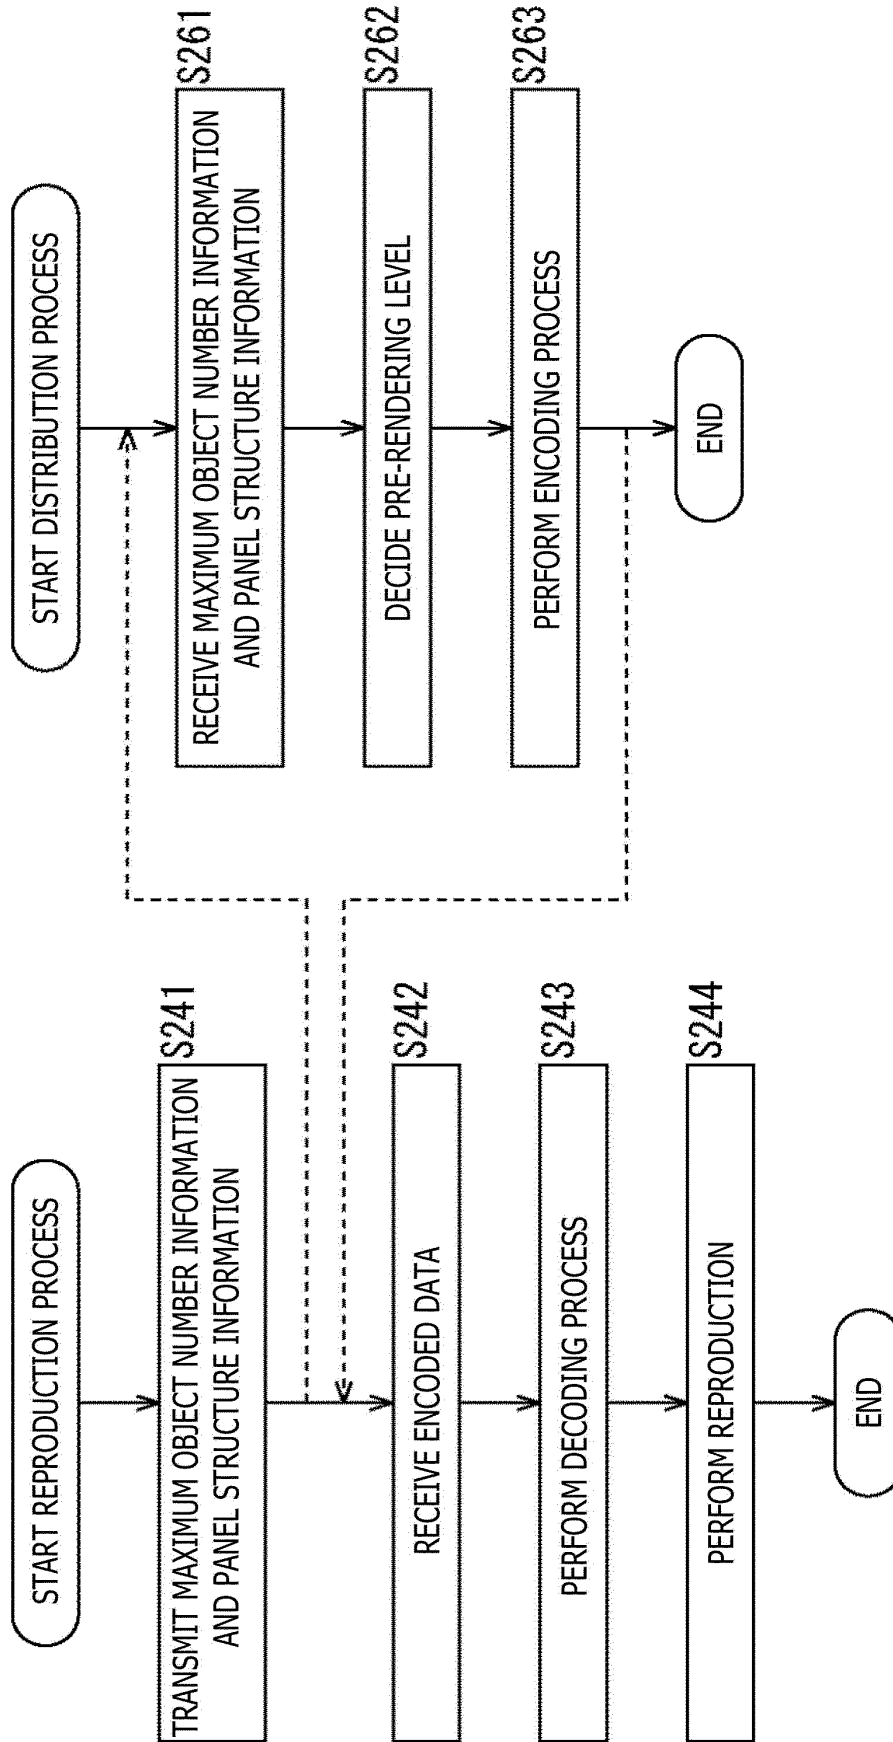 START REPRODUCTION PROCESS
S241
TRANSMIT MAXIMUM OBJECT NUMBER INFORMATION
AND PANEL STRUCTURE INFORMATION
S242
RECEIVE ENCODED DATA
S243
PERFORM DECODING PROCESS
S244
PERFORM REPRODUCTION
END
START DISTRIBUTION PROCESS
S261
RECEIVE MAXIMUM OBJECT NUMBER INFORMATION
AND PANEL STRUCTURE INFORMATION
S262
DECIDE PRE-RENDERING LEVEL
S263
PERFORM ENCODING PROCESS
END